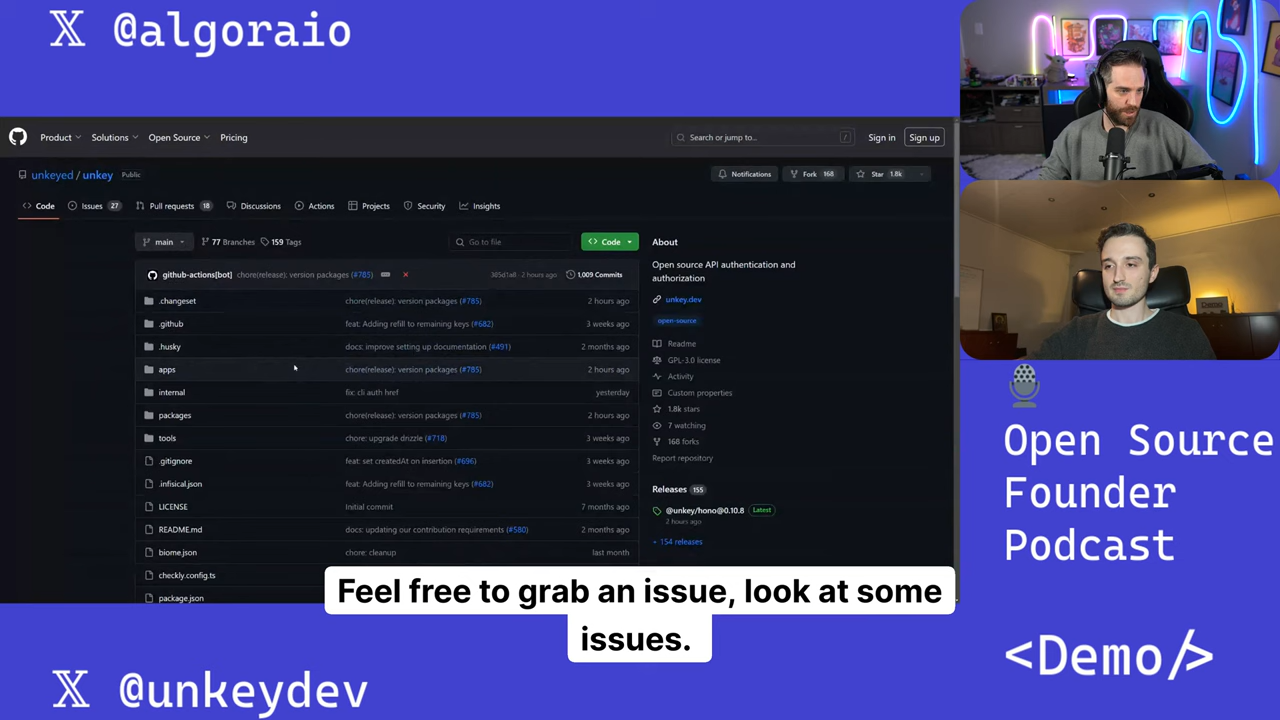 𝕏 @algoraio
Product Solutions Open Source Pricing
Search or jump to... /
Sign in Sign up
unkeyed / unkey Public
Notifications Fork 168 Star 1.8k
Code Issues 27 Pull requests 18 Discussions Actions Projects Security Insights
main 77 Branches 159 Tags Go to file Code
github-actions[bot] chore(release): version packages (#785) 2 hours ago 1,009 Commits
.changeset chore(release): version packages (#785) 2 hours ago
.github feat: Adding refill to remaining keys (#682) 3 weeks ago
.husky docs: improve setting up documentation (#491) 2 months ago
apps chore(release): version packages (#785) 2 hours ago
internal fix: cli auth href yesterday
packages chore(release): version packages (#785) 2 hours ago
tools chore: upgrade drizzle (#718) 3 weeks ago
.gitignore feat: set createdAt on insertion (#696) 3 weeks ago
.infisical.json feat: Adding refill to remaining keys (#682) 3 weeks ago
LICENSE Initial commit 7 months ago
README.md docs: updating our contribution requirements (#580) 2 months ago
biome.json chore: cleanup last month
checkly.config.ts
package.json
About
Open source API authentication and
authorization
unkey.dev
open-source
Readme
GPL-3.0 license
Activity
Custom properties
1.8k stars
7 watching
168 forks
Report repository
Releases 155
@unkey/hono@0.10.8 Latest
2 hours ago
+ 154 releases
Feel free to grab an issue, look at some
issues.
Open Source
Founder
Podcast
<Demo/>
𝕏 @unkeydev